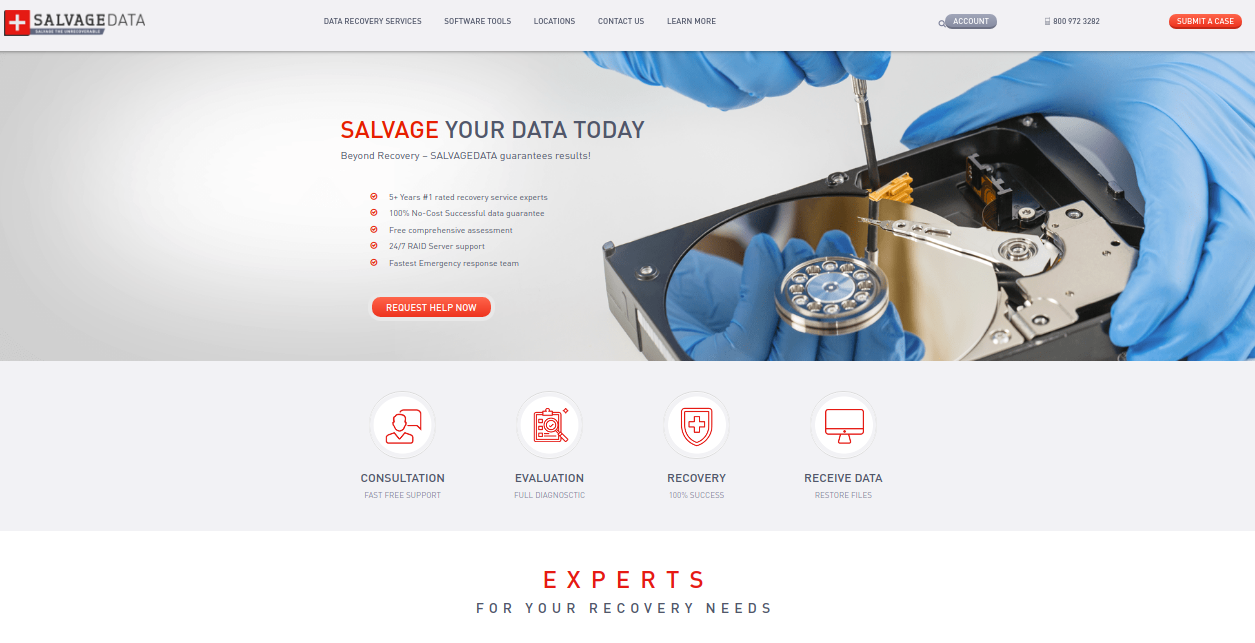 SALVAGEDATA
SALVAGE THE UNRECOVERABLE
DATA RECOVERY SERVICES
SOFTWARE TOOLS
LOCATIONS
CONTACT US
LEARN MORE
ACCOUNT
800 972 3282
SUBMIT A CASE
SALVAGE YOUR DATA TODAY
Beyond Recovery – SALVAGEDATA guarantees results!
5+ Years #1 rated recovery service experts
100% No-Cost Successful data guarantee
Free comprehensive assessment
24/7 RAID Server support
Fastest Emergency response team
REQUEST HELP NOW
CONSULTATION
FAST FREE SUPPORT
EVALUATION
FULL DIAGNOSCTIC
RECOVERY
100% SUCCESS
RECEIVE DATA
RESTORE FILES
EXPERTS
FOR YOUR RECOVERY NEEDS